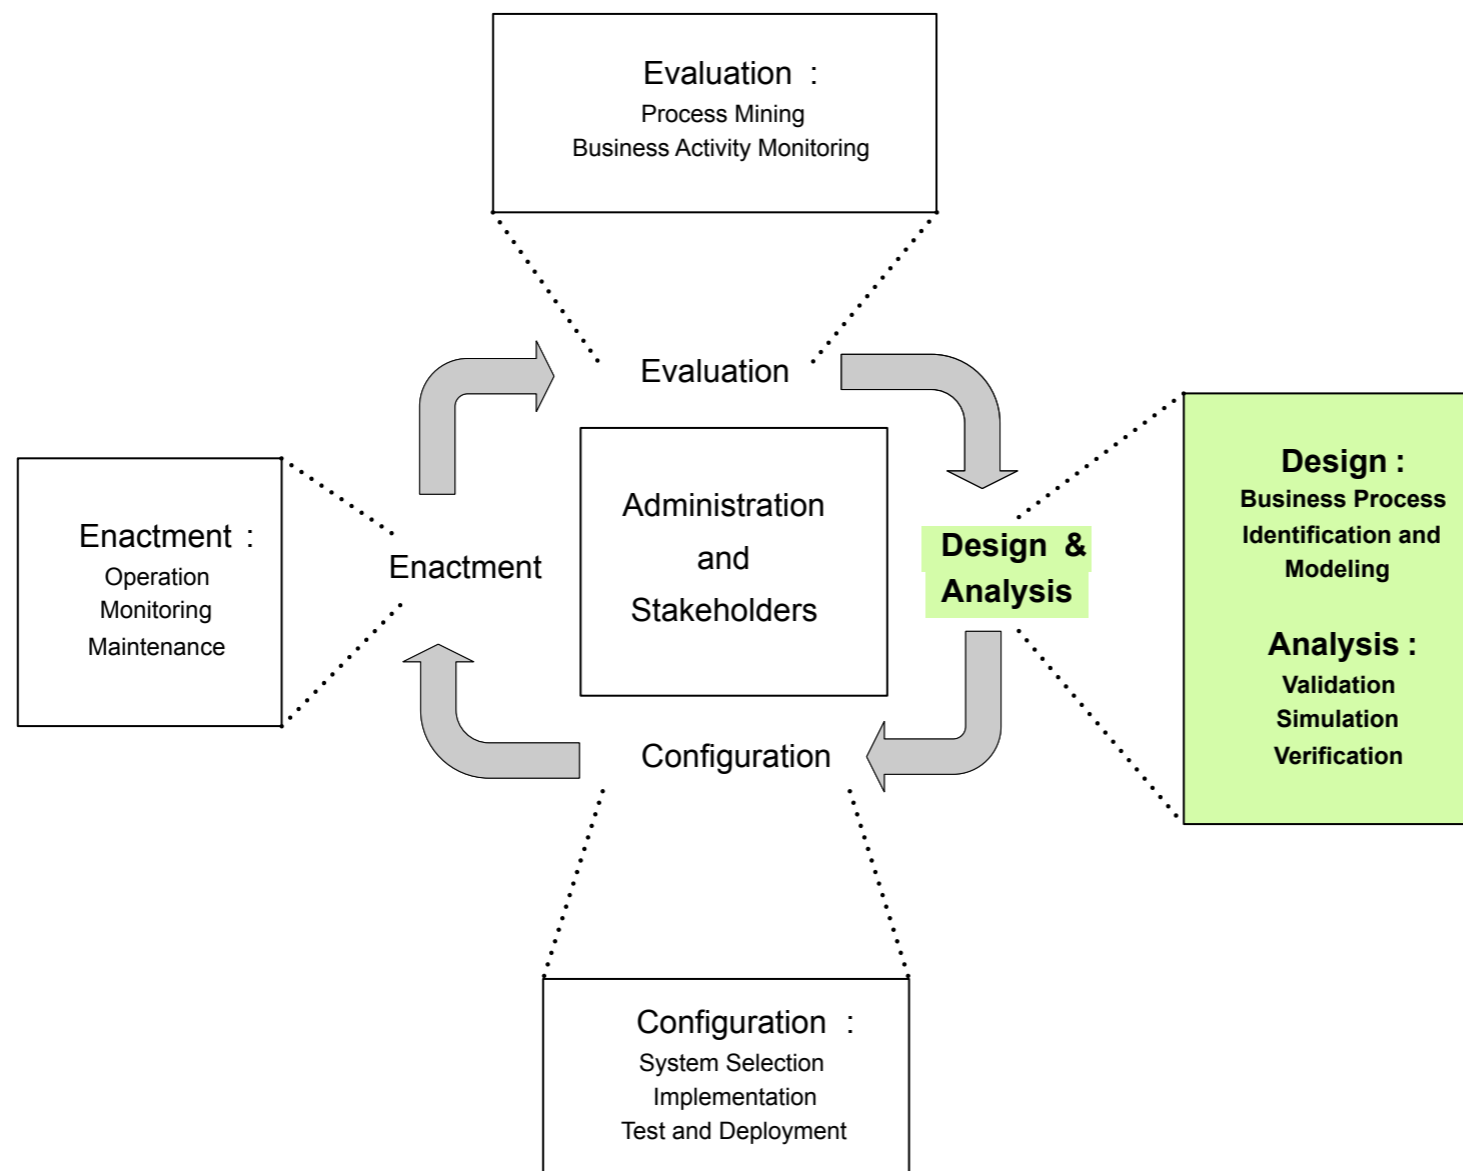 Evaluation :
Process Mining
Business Activity Monitoring
Evaluation
Administration
and
Stakeholders
Design &
Analysis
Design :
Business Process
Identification and
Modeling
Analysis :
Validation
Simulation
Verification
Enactment :
Operation
Monitoring
Maintenance
Enactment
Configuration
Configuration :
System Selection
Implementation
Test and Deployment